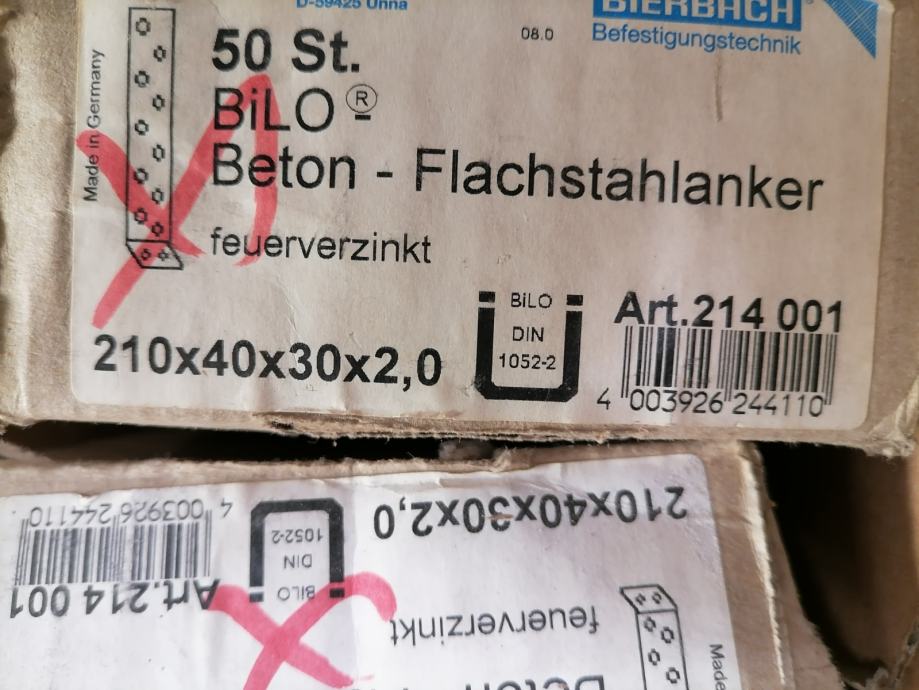 D-59425 Unna
BIERBACH
Befestigungstechnik
08.0
Made in Germany
50 St.
BiLO®-
Beton - Flachstahlanker
feuerverzinkt
210x40x30x2,0
BiLO
DIN
1052-2
Art.214 001
4 003926 244110
210x40x30x2,0
BiLO
DIN
1052-2
Art.214 001
4 003926 244110
feuerverzinkt
Made